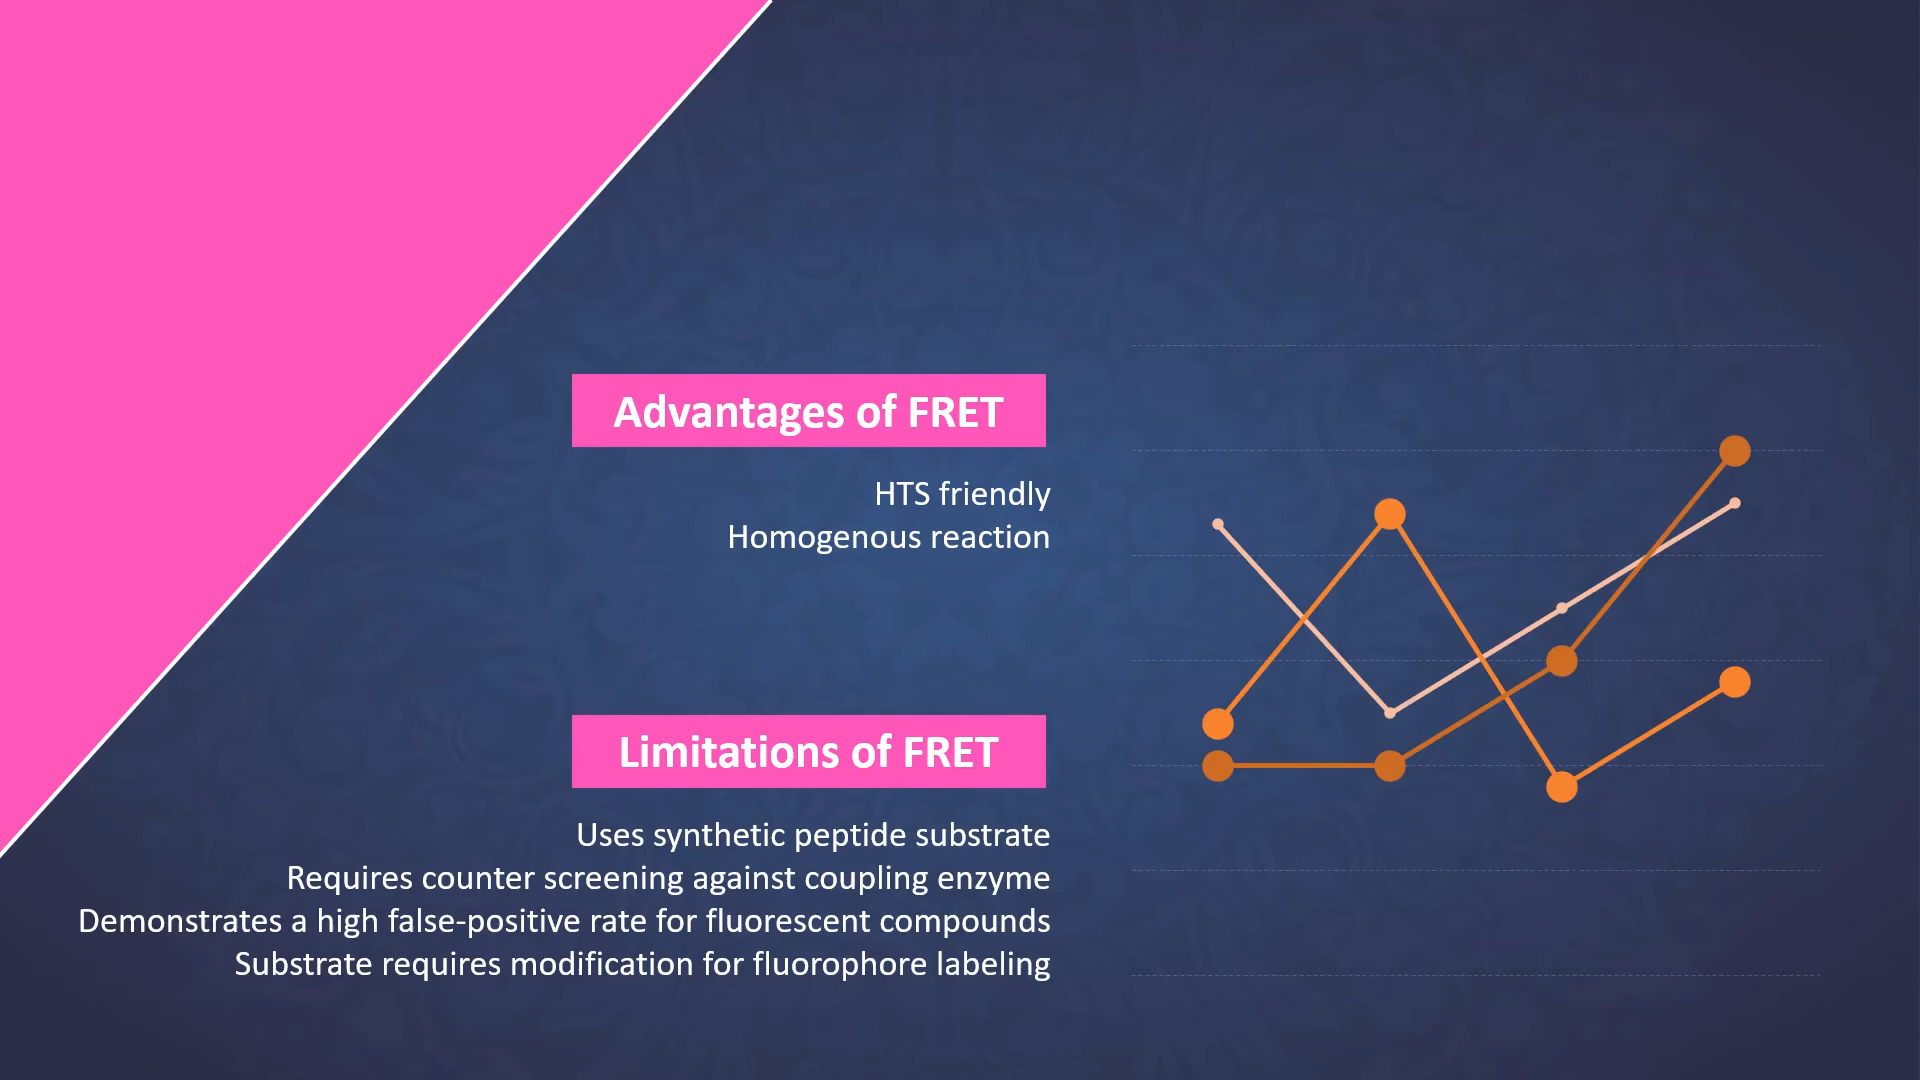 Advantages of FRET
HTS friendly
Homogenous reaction
Limitations of FRET
Uses synthetic peptide substrate
Requires counter screening against coupling enzyme
Demonstrates a high false-positive rate for fluorescent compounds
Substrate requires modification for fluorophore labeling